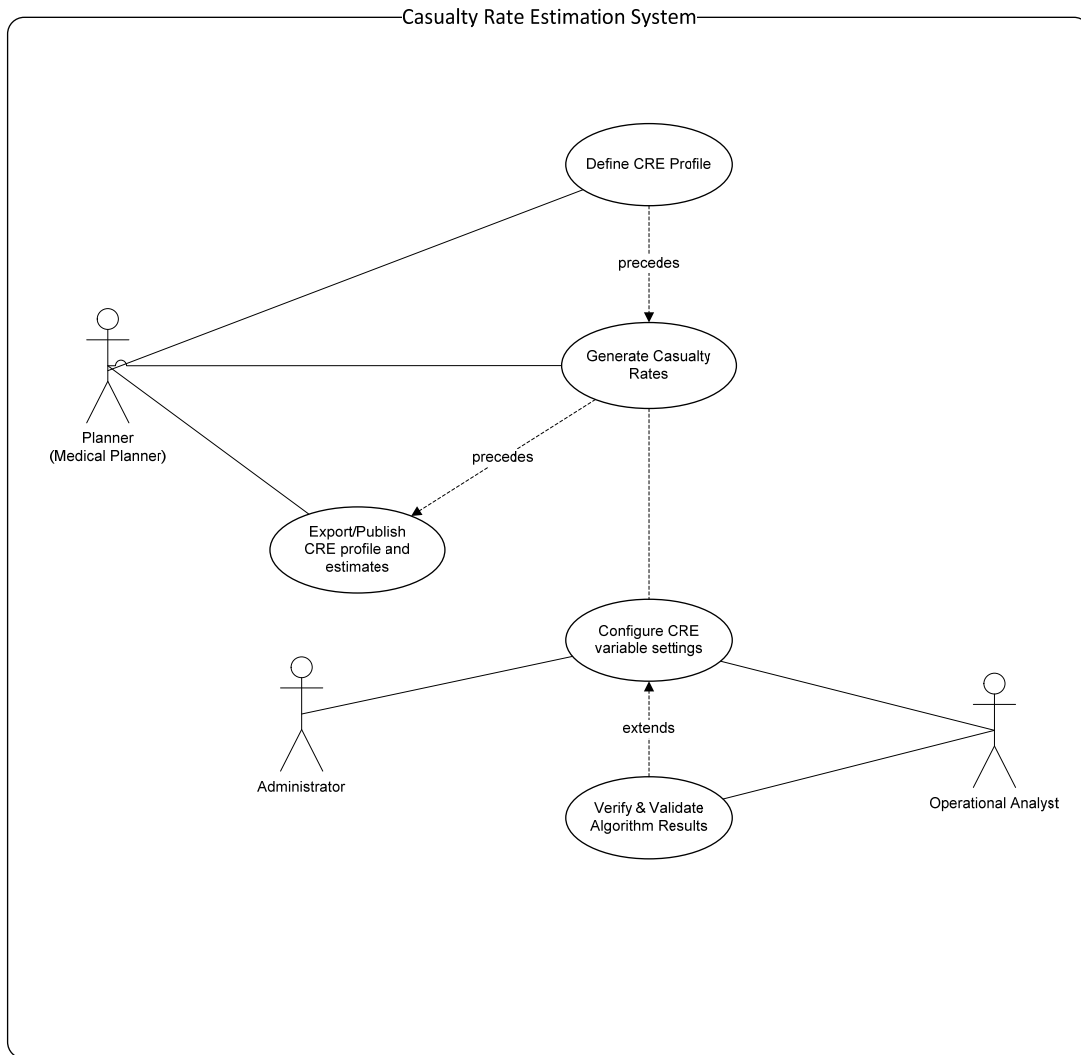 Casualty Rate Estimation System
Define CRE Profile
precedes
Generate Casualty
Rates
Planner
(Medical Planner)
precedes
Export/Publish
CRE profile and
estimates
Configure CRE
variable settings
Administrator
extends
Operational Analyst
Verify & Validate
Algorithm Results